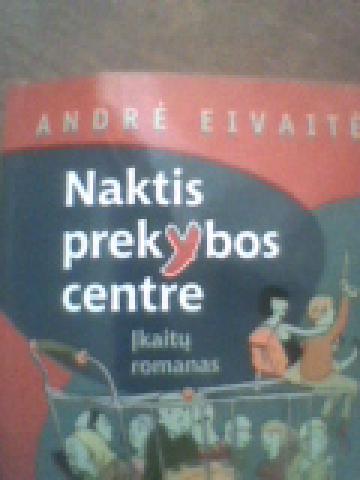 ANDRĖ EIVAITĖ
Naktis
prekybos
centre
Įkaitų
romanas